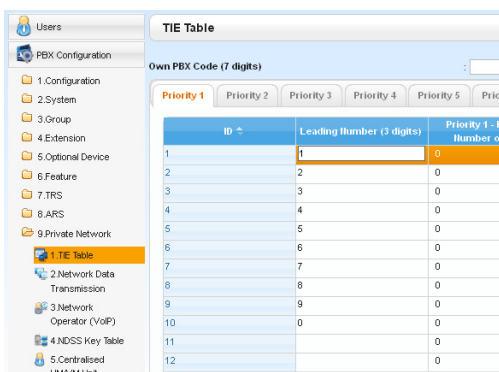 Users
PBX Configuration
1.Configuration
2.System
3.Group
4.Extension
5.Optional Device
6.Feature
7.TRS
8.ARS
9.Private Network
1.TIE Table
2.Network Data
Transmission
3.Network
Operator (VoIP)
4.NDSS Key Table
5.Centralised
TIE Table
Own PBX Code (7 digits) :
Priority 1 Priority 2 Priority 3 Priority 4 Priority 5
ID Leading Number (3 digits) Priority 1 -
Number
1 1 0
2 2 0
3 3 0
4 4 0
5 5 0
6 6 0
7 7 0
8 8 0
9 9 0
10 0 0
11 0
12 0